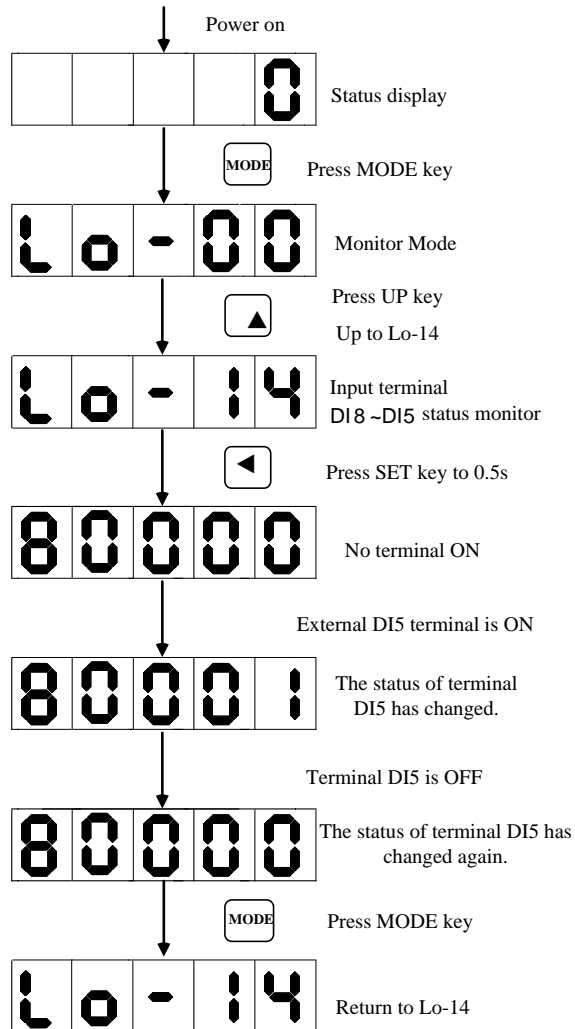 Power on
0
Status display
MODE
Press MODE key
Lo-00
Monitor Mode
Press UP key
Up to Lo-14
Lo-14
Input terminal
DI8 ~DI5 status monitor
Press SET key to 0.5s
80000
No terminal ON
External DI5 terminal is ON
80001
The status of terminal
DI5 has changed.
Terminal DI5 is OFF
80000
The status of terminal DI5 has
changed again.
MODE
Press MODE key
Lo-14
Return to Lo-14